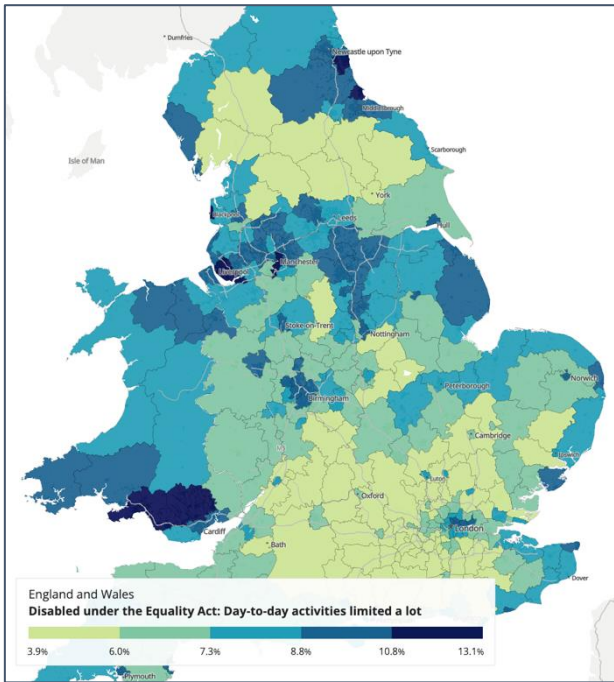 Dumfries
Newcastle upon Tyne
Middlesbrough
Isle of Man
Scarborough
York
Blackpool
Leeds
Hull
Liverpool
Manchester
Stoke-on-Trent
Nottingham
Norwich
Peterborough
Birmingham
Cambridge
Ipswich
Luton
Oxford
London
Cardiff
Bath
Dover
England and Wales
Disabled under the Equality Act: Day-to-day activities limited a lot
3.9% 6.0% 7.3% 8.8% 10.8% 13.1%
Plymouth